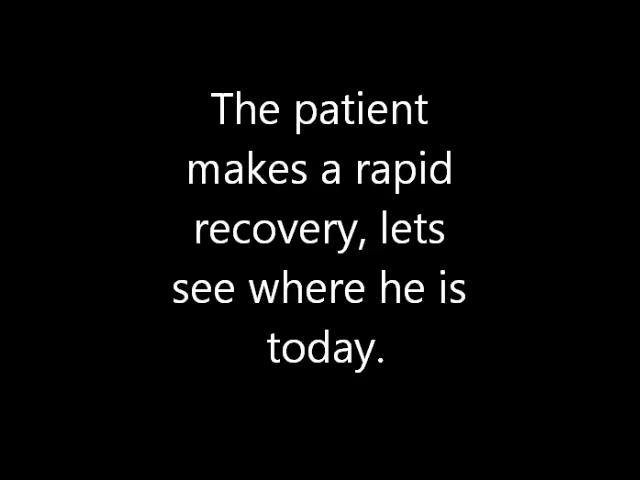 The patient
makes a rapid
recovery, lets
see where he is
today.